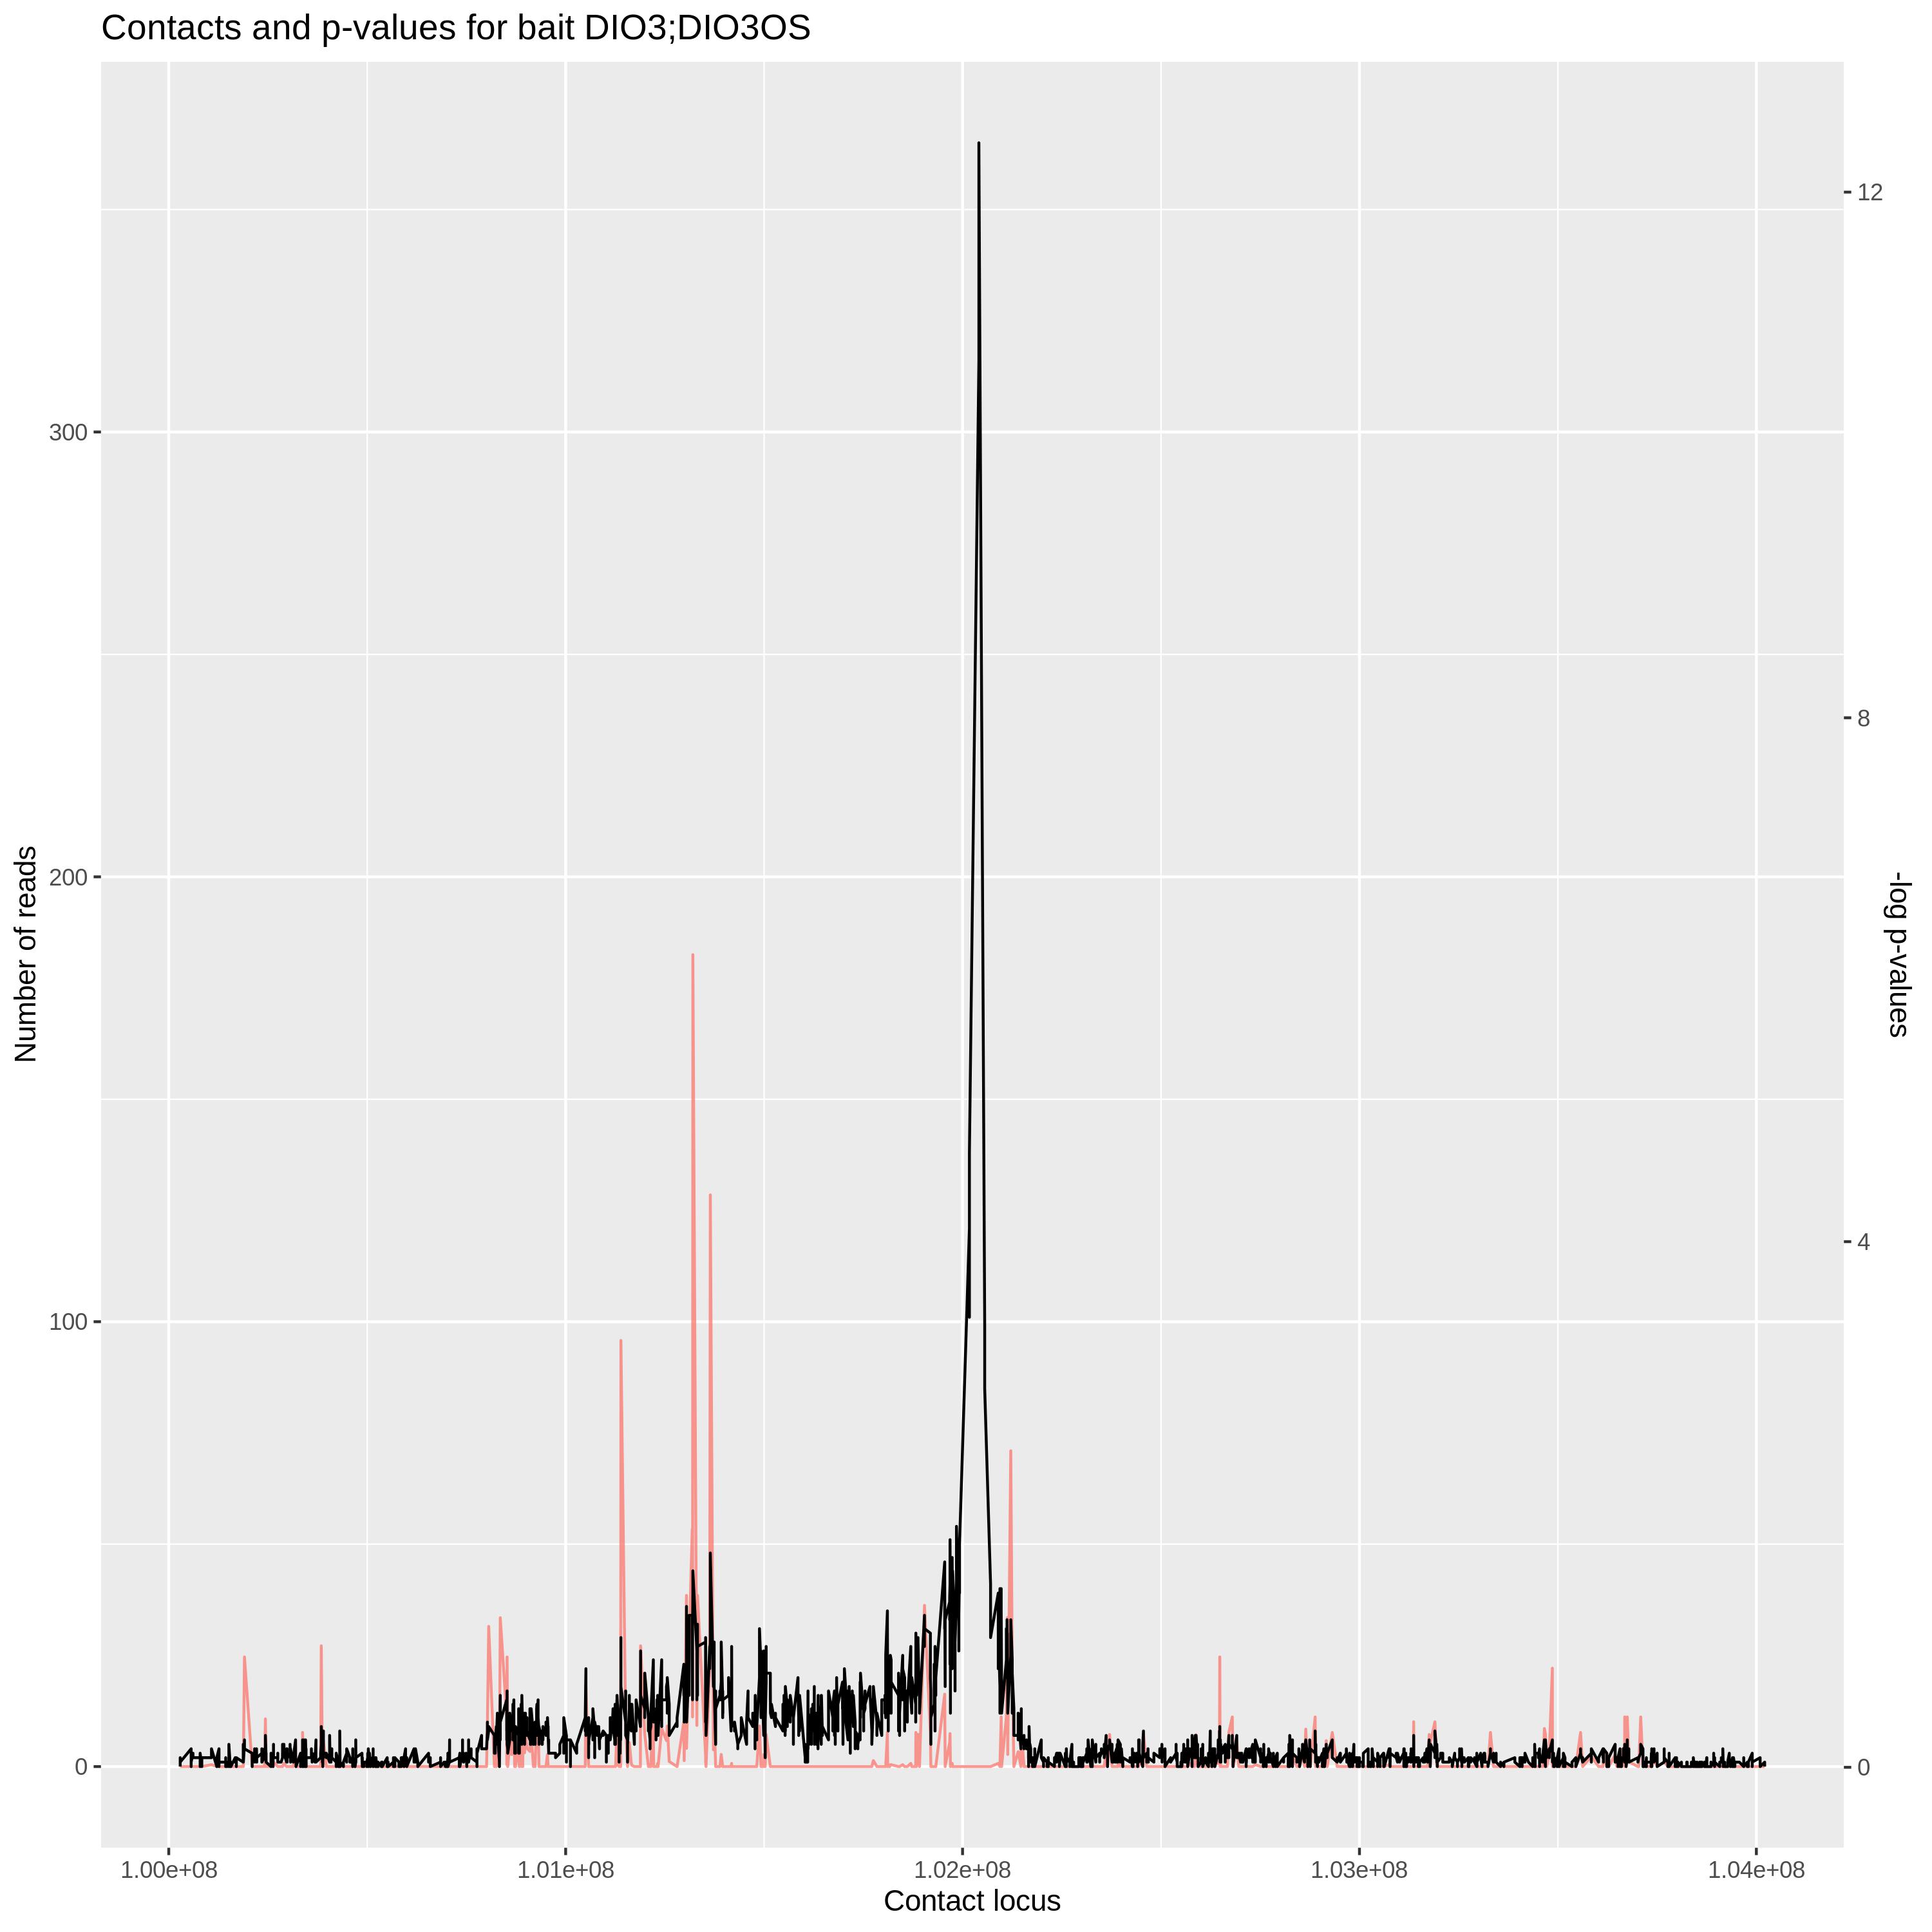 Contacts and p-values for bait DIO3;DIO3OS
Number of reads
300
200
100
0
12
8
4
0
-log p-values
1.00e+08 1.01e+08 1.02e+08 1.03e+08 1.04e+08
Contact locus